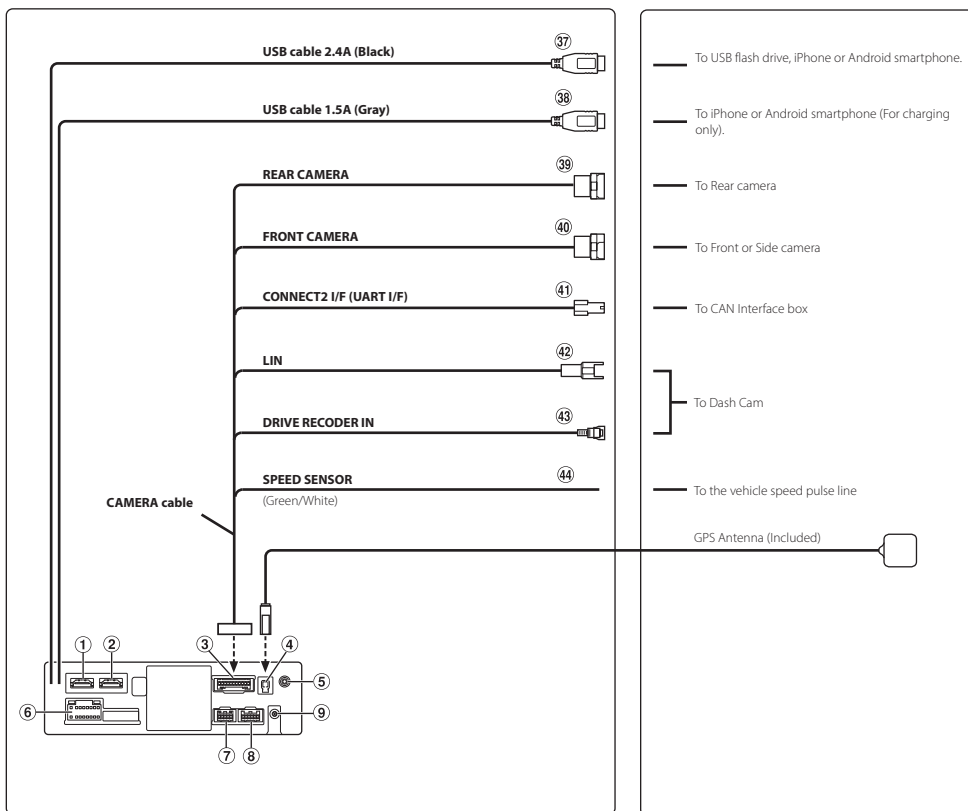 USB cable 2.4A (Black)
㊲
To USB flash drive, iPhone or Android smartphone.
USB cable 1.5A (Gray)
㊳
To iPhone or Android smartphone (For charging
only).
REAR CAMERA
㊴
To Rear camera
FRONT CAMERA
㊵
To Front or Side camera
CONNECT2 I/F (UART I/F)
㊶
To CAN Interface box
LIN
㊷
To Dash Cam
DRIVE RECODER IN
㊸
SPEED SENSOR
(Green/White)
㊹
To the vehicle speed pulse line
CAMERA cable
GPS Antenna (Included)
①
②
③
④
⑤
⑥
⑦
⑧
⑨